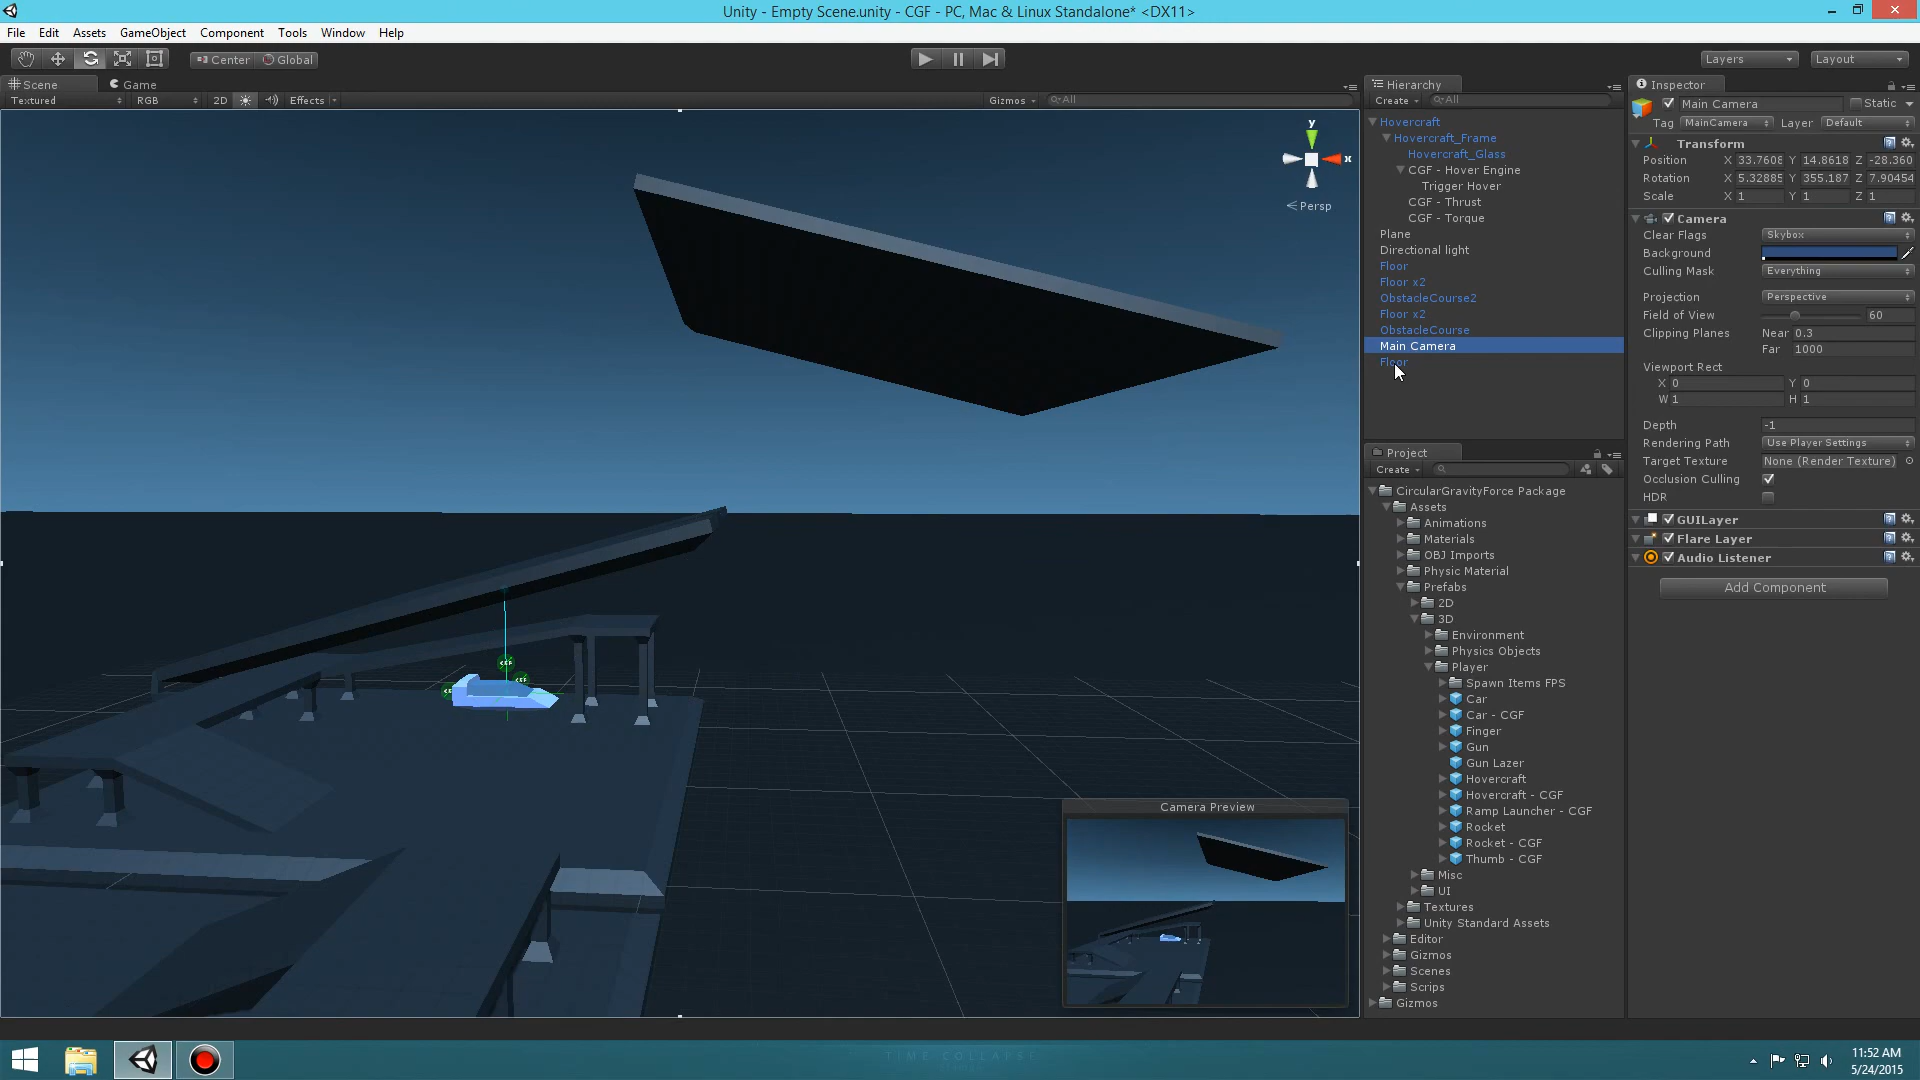 Unity - Empty Scene.unity - CGF - PC, Mac & Linux Standalone* <DX11>
File Edit Assets GameObject Component Tools Window Help
Center Global
Layers Layout
Scene Game
Textured RGB 2D Effects Gizmos All
Persp
y
x
Hierarchy
Create All
Hovercraft
Hovercraft_Frame
Hovercraft_Glass
CGF - Hover Engine
Trigger Hover
CGF - Thrust
CGF - Torque
Plane
Directional light
Floor
Floor x2
ObstacleCourse2
Floor x2
ObstacleCourse
Main Camera
Floor
Project
Create
CircularGravityForce Package
Assets
Animations
Materials
OBJ Imports
Physic Material
Prefabs
2D
3D
Environment
Physics Objects
Player
Spawn Items FPS
Car
Car - CGF
Finger
Gun
Gun Lazer
Hovercraft
Hovercraft - CGF
Ramp Launcher - CGF
Rocket
Rocket - CGF
Thumb - CGF
Misc
UI
Textures
Unity Standard Assets
Editor
Gizmos
Scenes
Scrips
Gizmos
Inspector
Main Camera Static
Tag MainCamera Layer Default
Transform
Position X 33.7608 Y 14.8618 Z -28.360
Rotation X 5.32885 Y 355.187 Z 7.90454
Scale X 1 Y 1 Z 1
Camera
Clear Flags Skybox
Background
Culling Mask Everything
Projection Perspective
Field of View 60
Clipping Planes Near 0.3
Far 1000
Viewport Rect
X 0 Y 0
W 1 H 1
Depth -1
Rendering Path Use Player Settings
Target Texture None (Render Texture)
Occlusion Culling
HDR
GUILayer
Flare Layer
Audio Listener
Add Component
Camera Preview
TIME COLLAPSE
11:52 AM
5/24/2015